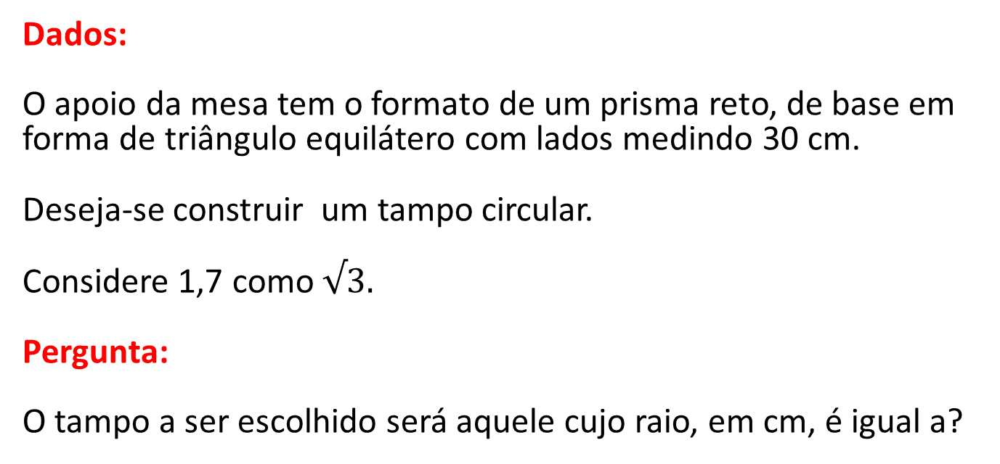 Dados:
O apoio da mesa tem o formato de um prisma reto, de base em
forma de triângulo equilátero com lados medindo 30 cm.
Deseja-se construir  um tampo circular.
Considere 1,7 como √3.
Pergunta:
O tampo a ser escolhido será aquele cujo raio, em cm, é igual a?